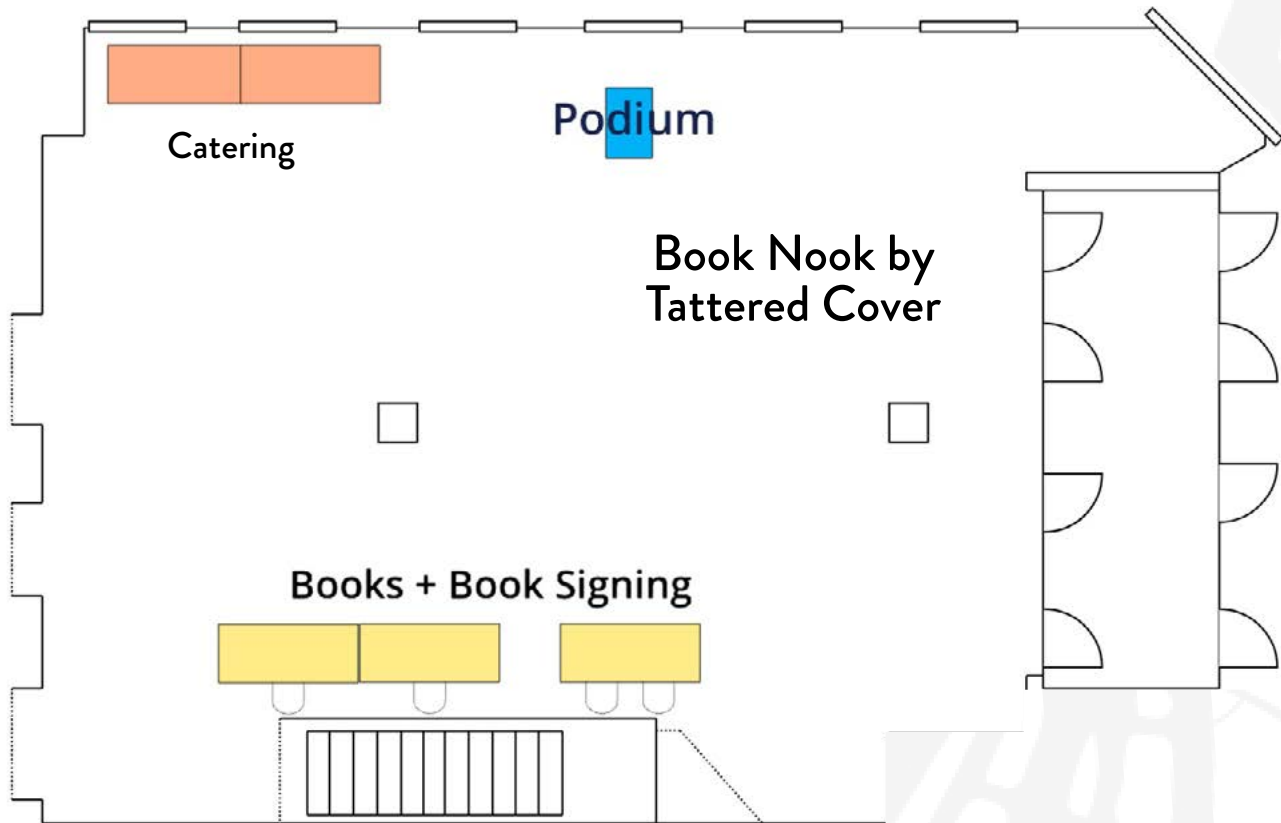 Podium
Catering
Book Nook by
Tattered Cover
Books + Book Signing